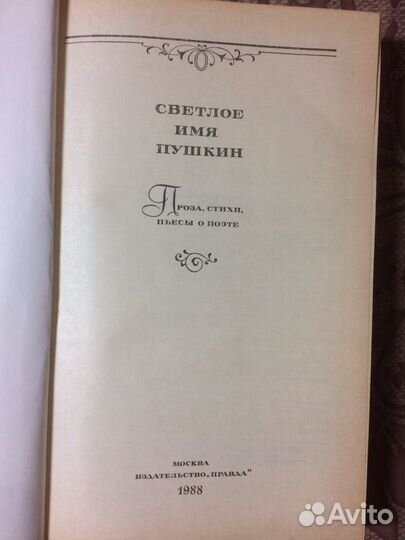 СВЕТЛОЕ
ИМЯ
ПУШКИН
ПРОЗА, СТИХИ,
ПЬЕСЫ О ПОЭТЕ
МОСКВА
ИЗДАТЕЛЬСТВО „ПРАВДА“
1988
Avito